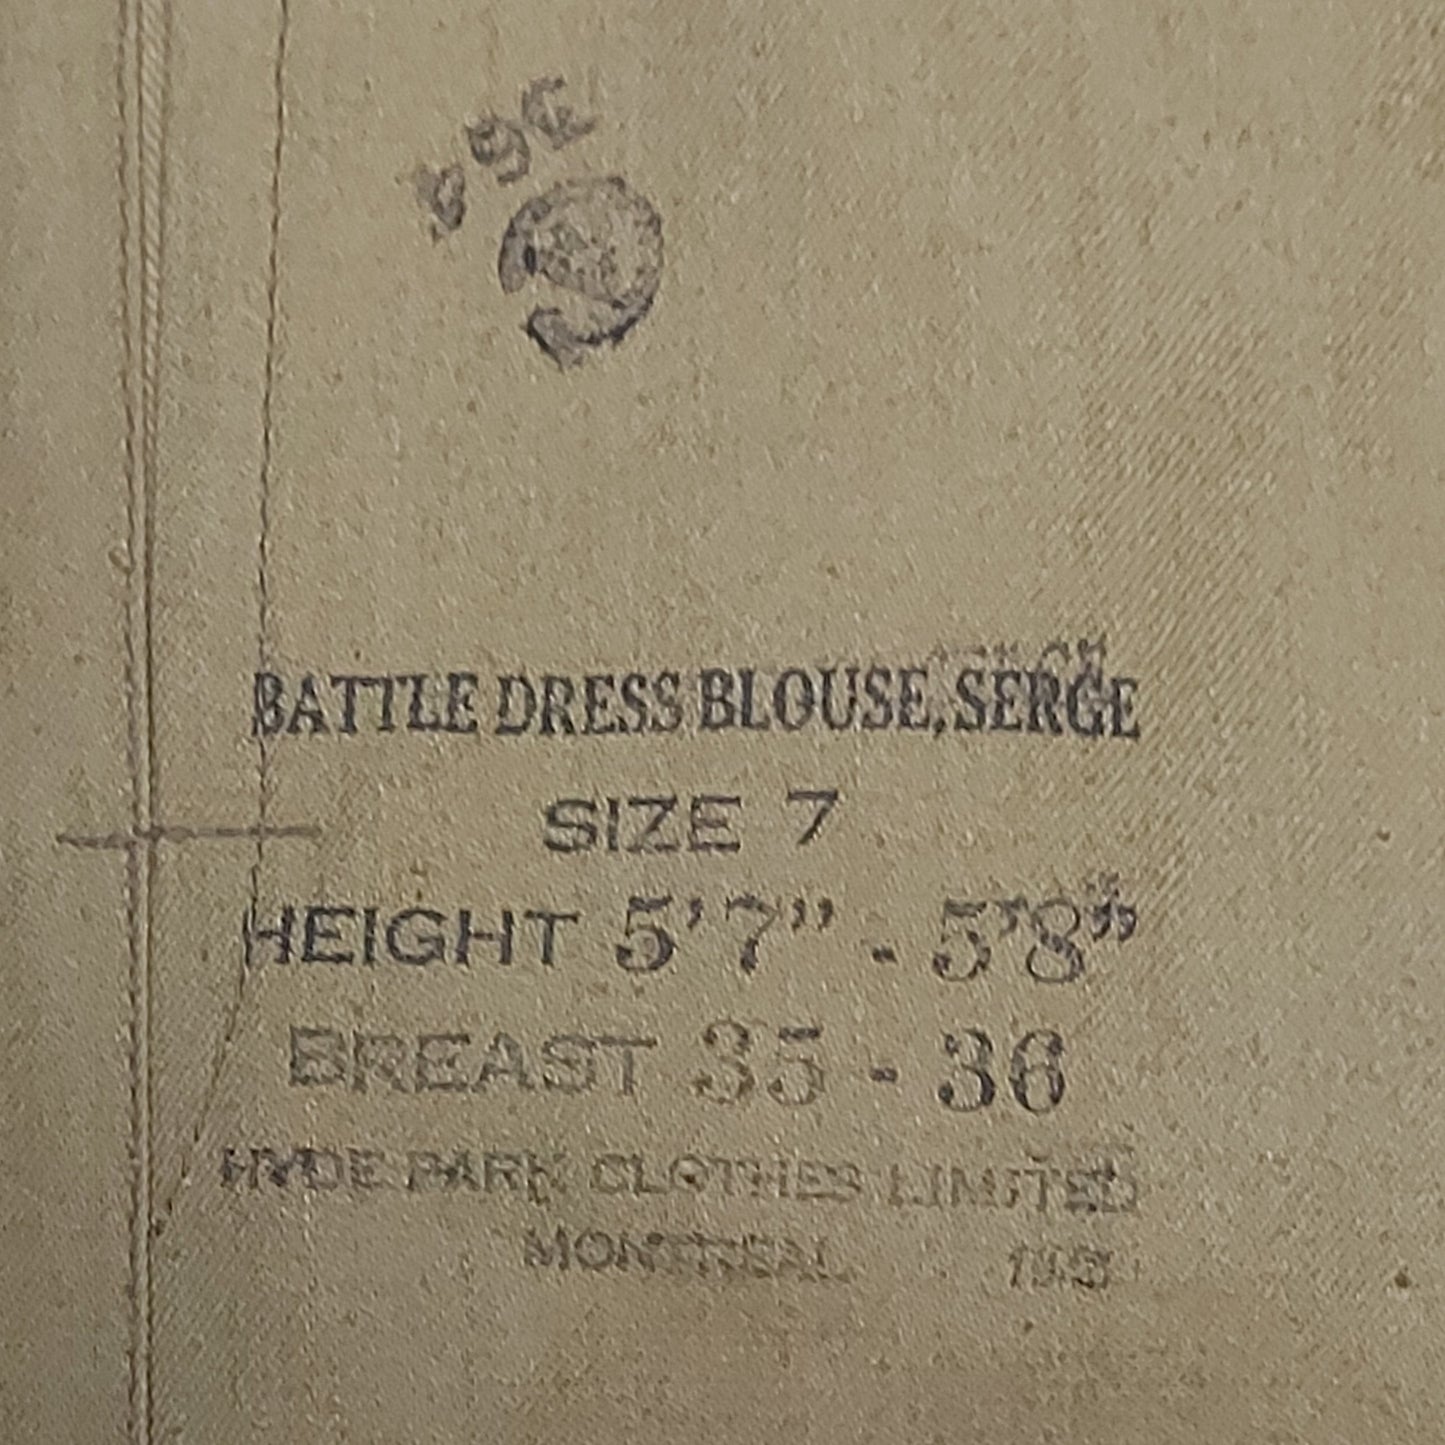 BATTLE DRESS BLOUSE, SERGE
SIZE 7
HEIGHT 5'7" - 5'8"
BREAST 35 - 36
HYDE PARK CLOTHES LIMITED
MONTREAL